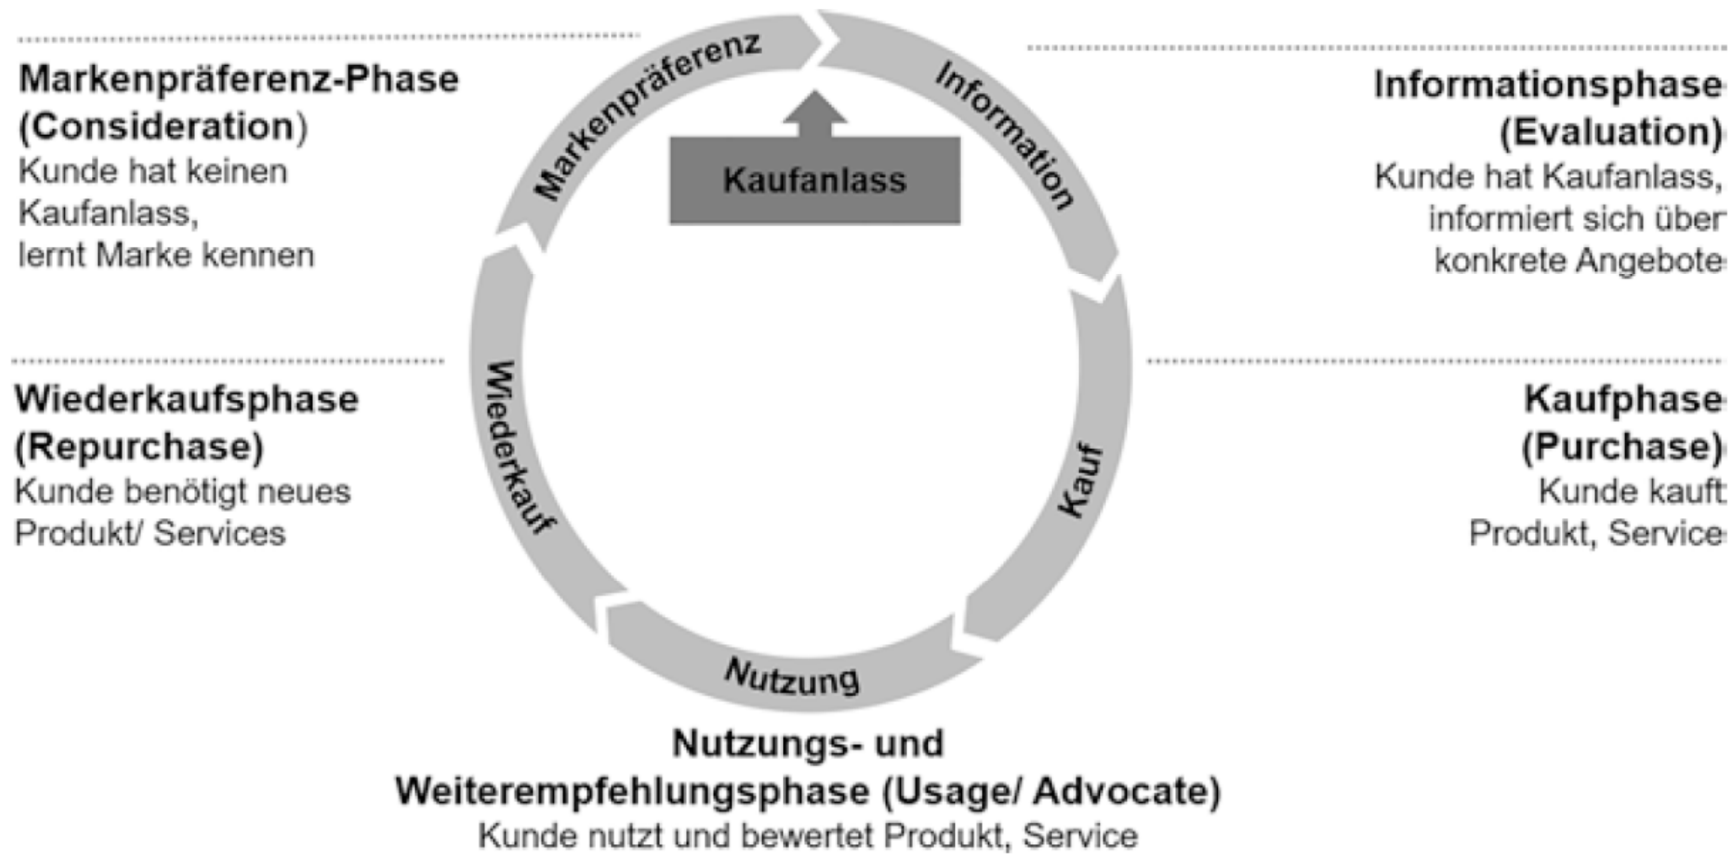 Markenpräferenz-Phase
(Consideration)
Kunde hat keinen
Kaufanlass,
lernt Marke kennen
Markenpräferenz
Information
Kaufanlass
Informationsphase
(Evaluation)
Kunde hat Kaufanlass,
informiert sich über
konkrete Angebote
Wiederkaufsphase
(Repurchase)
Kunde benötigt neues
Produkt/ Services
Wiederkauf
Kauf
Kaufphase
(Purchase)
Kunde kauft
Produkt, Service
Nutzung
Nutzungs- und
Weiterempfehlungsphase (Usage/ Advocate)
Kunde nutzt und bewertet Produkt, Service